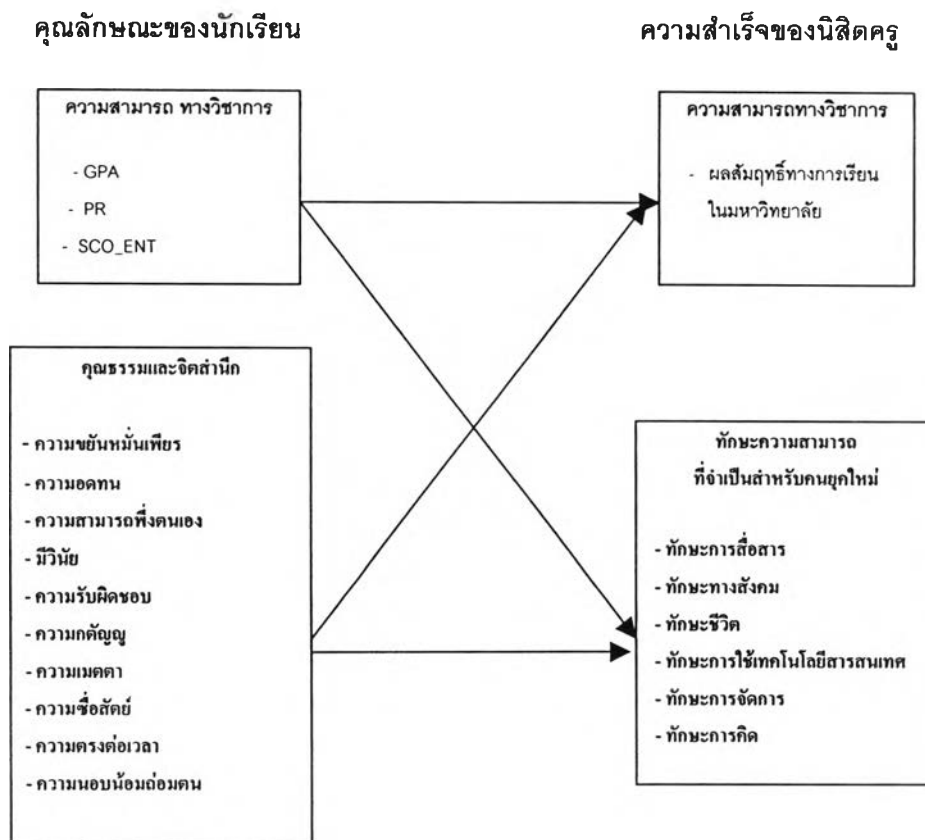 คุณลักษณะของนักเรียน
ความสำเร็จของนิสิตครู
ความสามารถ ทางวิชาการ
- GPA
- PR
- SCO_ENT
ความสามารถทางวิชาการ
- ผลสัมฤทธิ์ทางการเรียน
ในมหาวิทยาลัย
คุณธรรมและจิตสำนึก
- ความขยันหมั่นเพียร
- ความอดทน
- ความสามารถพึ่งตนเอง
- มีวินัย
- ความรับผิดชอบ
- ความกตัญญู
- ความเมตตา
- ความซื่อสัตย์
- ความตรงต่อเวลา
- ความนอบน้อมถ่อมตน
ทักษะความสามารถ
ที่จำเป็นสำหรับคนยุคใหม่
- ทักษะการสื่อสาร
- ทักษะทางสังคม
- ทักษะชีวิต
- ทักษะการใช้เทคโนโลยีสารสนเทศ
- ทักษะการจัดการ
- ทักษะการคิด